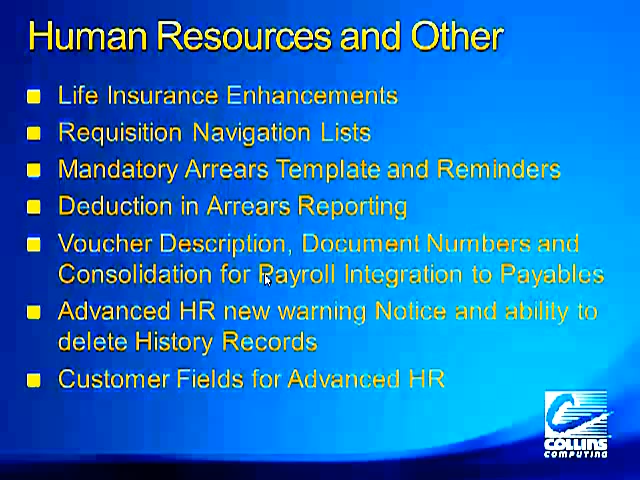 Human Resources and Other
Life Insurance Enhancements
Requisition Navigation Lists
Mandatory Arrears Template and Reminders
Deduction in Arrears Reporting
Voucher Description, Document Numbers and
Consolidation for Payroll Integration to Payables
Advanced HR new warning Notice and ability to
delete History Records
Customer Fields for Advanced HR
COLLINS
COMPUTING